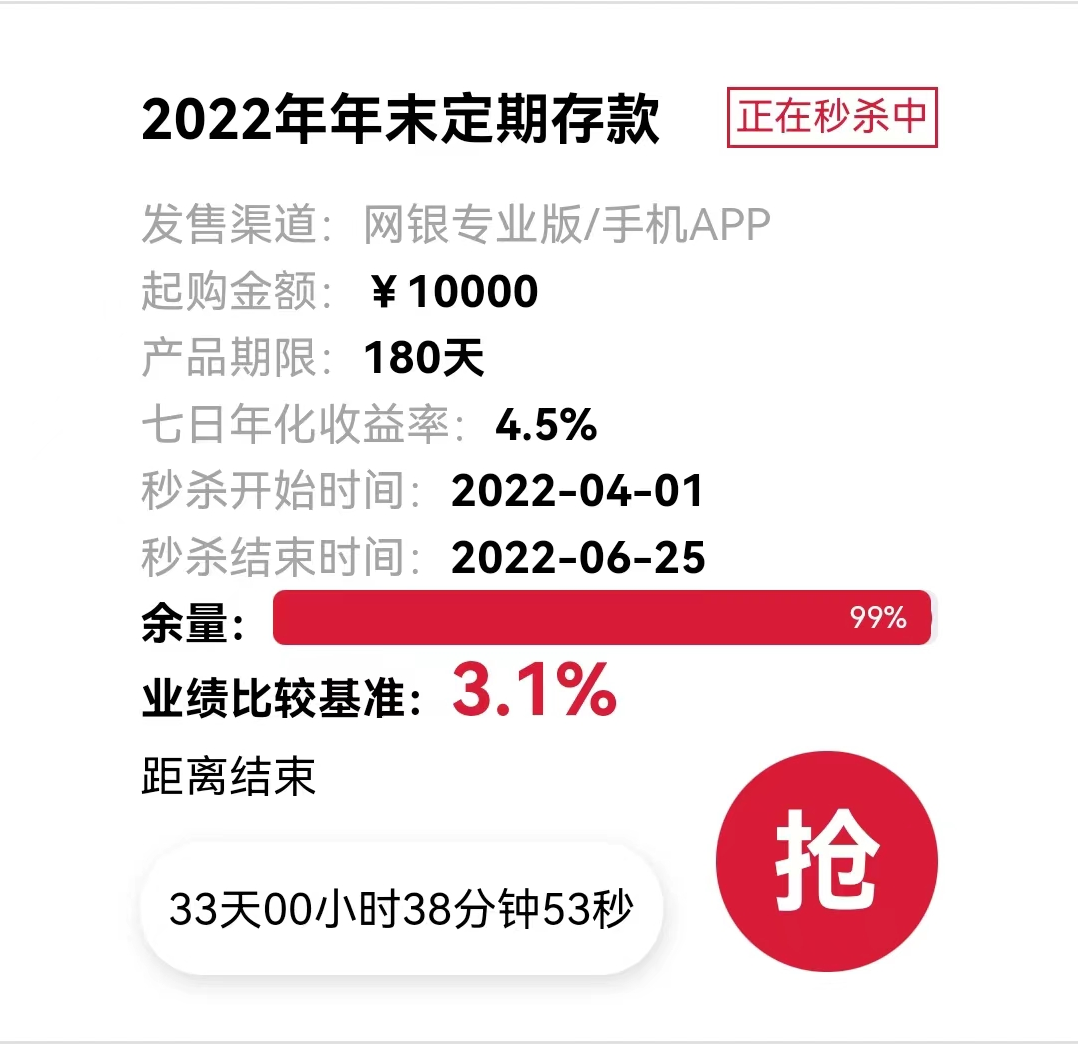 2022年年末定期存款
正在秒杀中
发售渠道：网银专业版/手机APP
起购金额：￥10000
产品期限：180天
七日年化收益率：4.5%
秒杀开始时间：2022-04-01
秒杀结束时间：2022-06-25
余量：99%
业绩比较基准：3.1%
距离结束
33天00小时38分钟53秒
抢